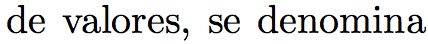 de valores, se denomina